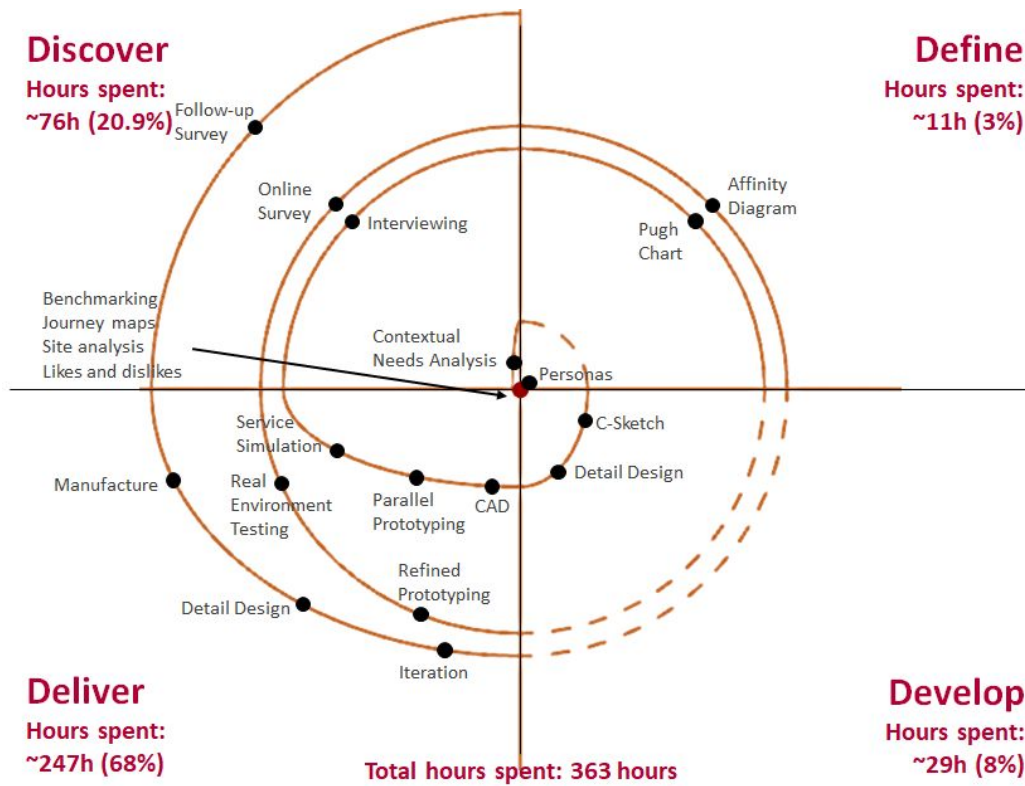 Discover
Hours spent:
~76h (20.9%)
Define
Hours spent:
~11h (3%)
Follow-up
Survey
Online
Survey
Interviewing
Affinity
Diagram
Pugh
Chart
Benchmarking
Journey maps
Site analysis
Likes and dislikes
Contextual
Needs Analysis
Personas
C-Sketch
Detail Design
Service
Simulation
Manufacture
Real
Environment
Testing
Parallel
Prototyping
CAD
Refined
Prototyping
Detail Design
Iteration
Deliver
Hours spent:
~247h (68%)
Total hours spent: 363 hours
Develop
Hours spent:
~29h (8%)